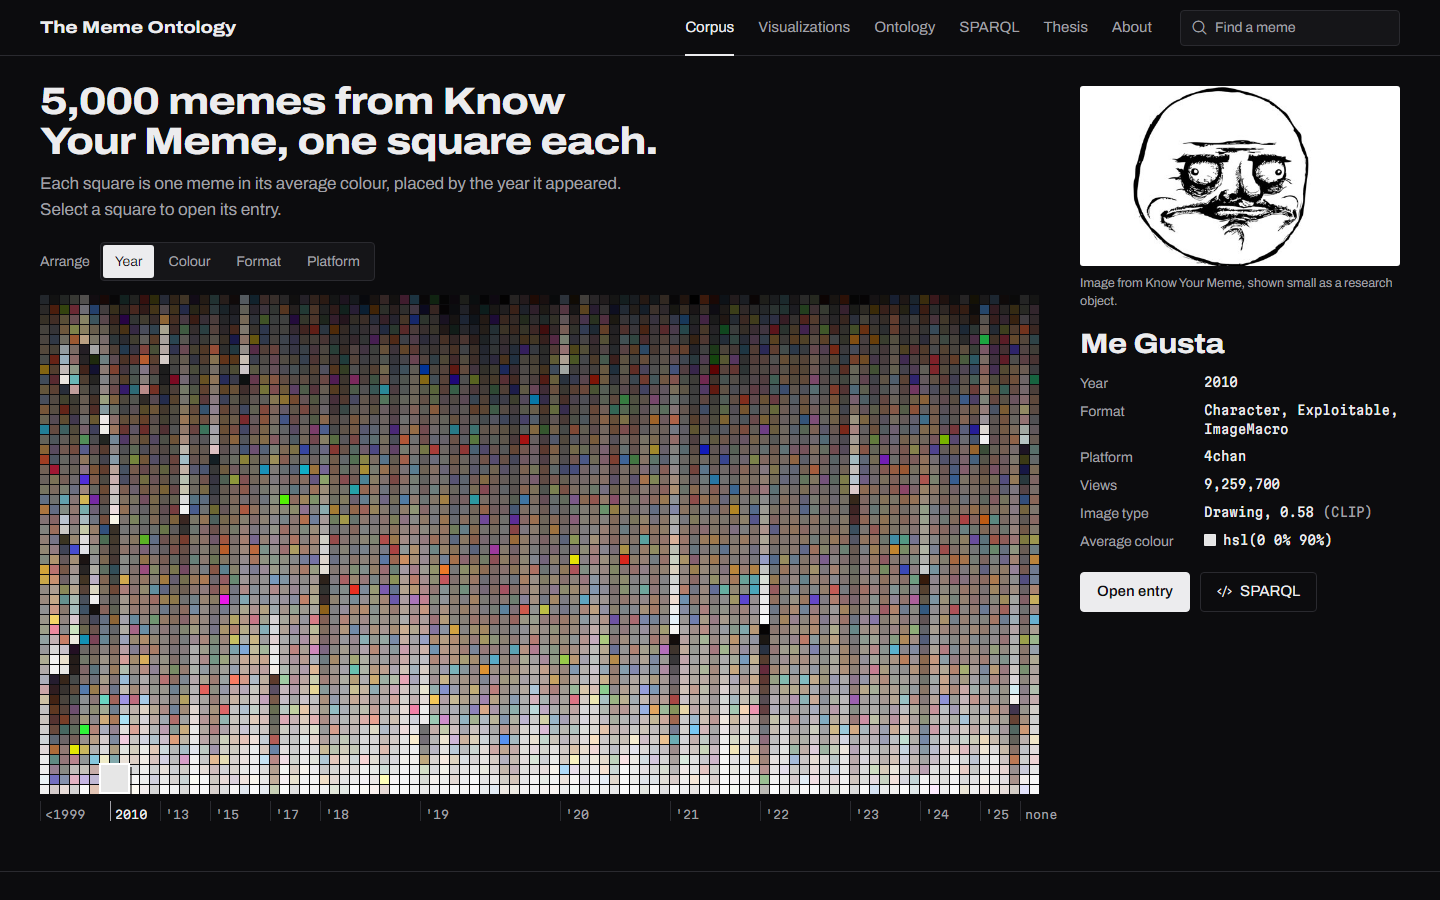 The Meme Ontology
Corpus
Visualizations
Ontology
SPARQL
Thesis
About
Find a meme
5,000 memes from Know
Your Meme, one square each.
Each square is one meme in its average colour, placed by the year it appeared.
Select a square to open its entry.
Arrange
Year
Colour
Format
Platform
<1999
2010
'13
'15
'17
'18
'19
'20
'21
'22
'23
'24
'25
none
Image from Know Your Meme, shown small as a research
object.
Me Gusta
Year 2010
Format Character, Exploitable,
ImageMacro
Platform 4chan
Views 9,259,700
Image type Drawing, 0.58 (CLIP)
Average colour hsl(0 0% 90%)
Open entry
</> SPARQL